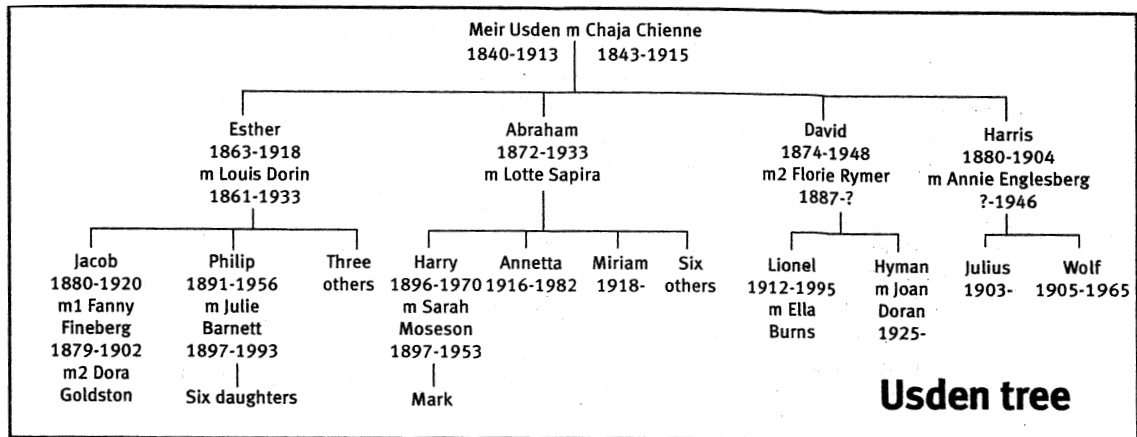 Meir Usden m Chaja Chienne
1840-1913 1843-1915
Esther
1863-1918
m Louis Dorin
1861-1933
Abraham
1872-1933
m Lotte Sapira
David
1874-1948
m2 Florie Rymer
1887-?
Harris
1880-1904
m Annie Englesberg
?-1946
Jacob
1880-1920
m1 Fanny
Fineberg
1879-1902
m2 Dora
Goldston
Philip
1891-1956
m Julie
Barnett
1897-1993
Six daughters
Three
others
Harry
1896-1970
m Sarah
Moseson
1897-1953
Mark
Annetta
1916-1982
Miriam
1918-
Six
others
Lionel
1912-1995
m Ella
Burns
Hyman
m Joan
Doran
1925-
Julius
1903-
Wolf
1905-1965
Usden tree